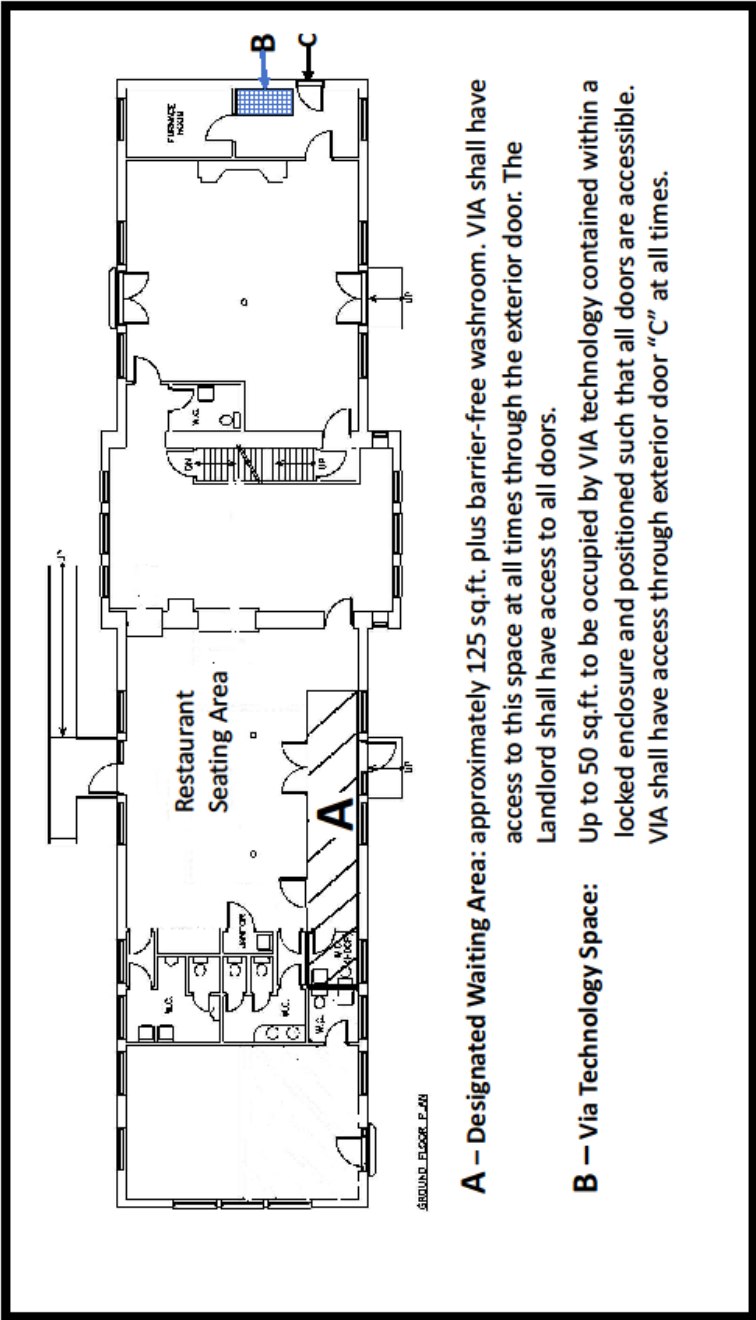 B
C
FURNACE
ROOM
W.C.
DN
UP
UP
UP
Restaurant
Seating Area
A
UP
JANITOR
W.C.
W.C.
W.C.
W.C.
GROUND FLOOR PLAN
A – Designated Waiting Area: approximately 125 sq.ft. plus barrier-free washroom. VIA shall have
access to this space at all times through the exterior door. The
Landlord shall have access to all doors.
B – Via Technology Space: Up to 50 sq.ft. to be occupied by VIA technology contained within a
locked enclosure and positioned such that all doors are accessible.
VIA shall have access through exterior door “C” at all times.